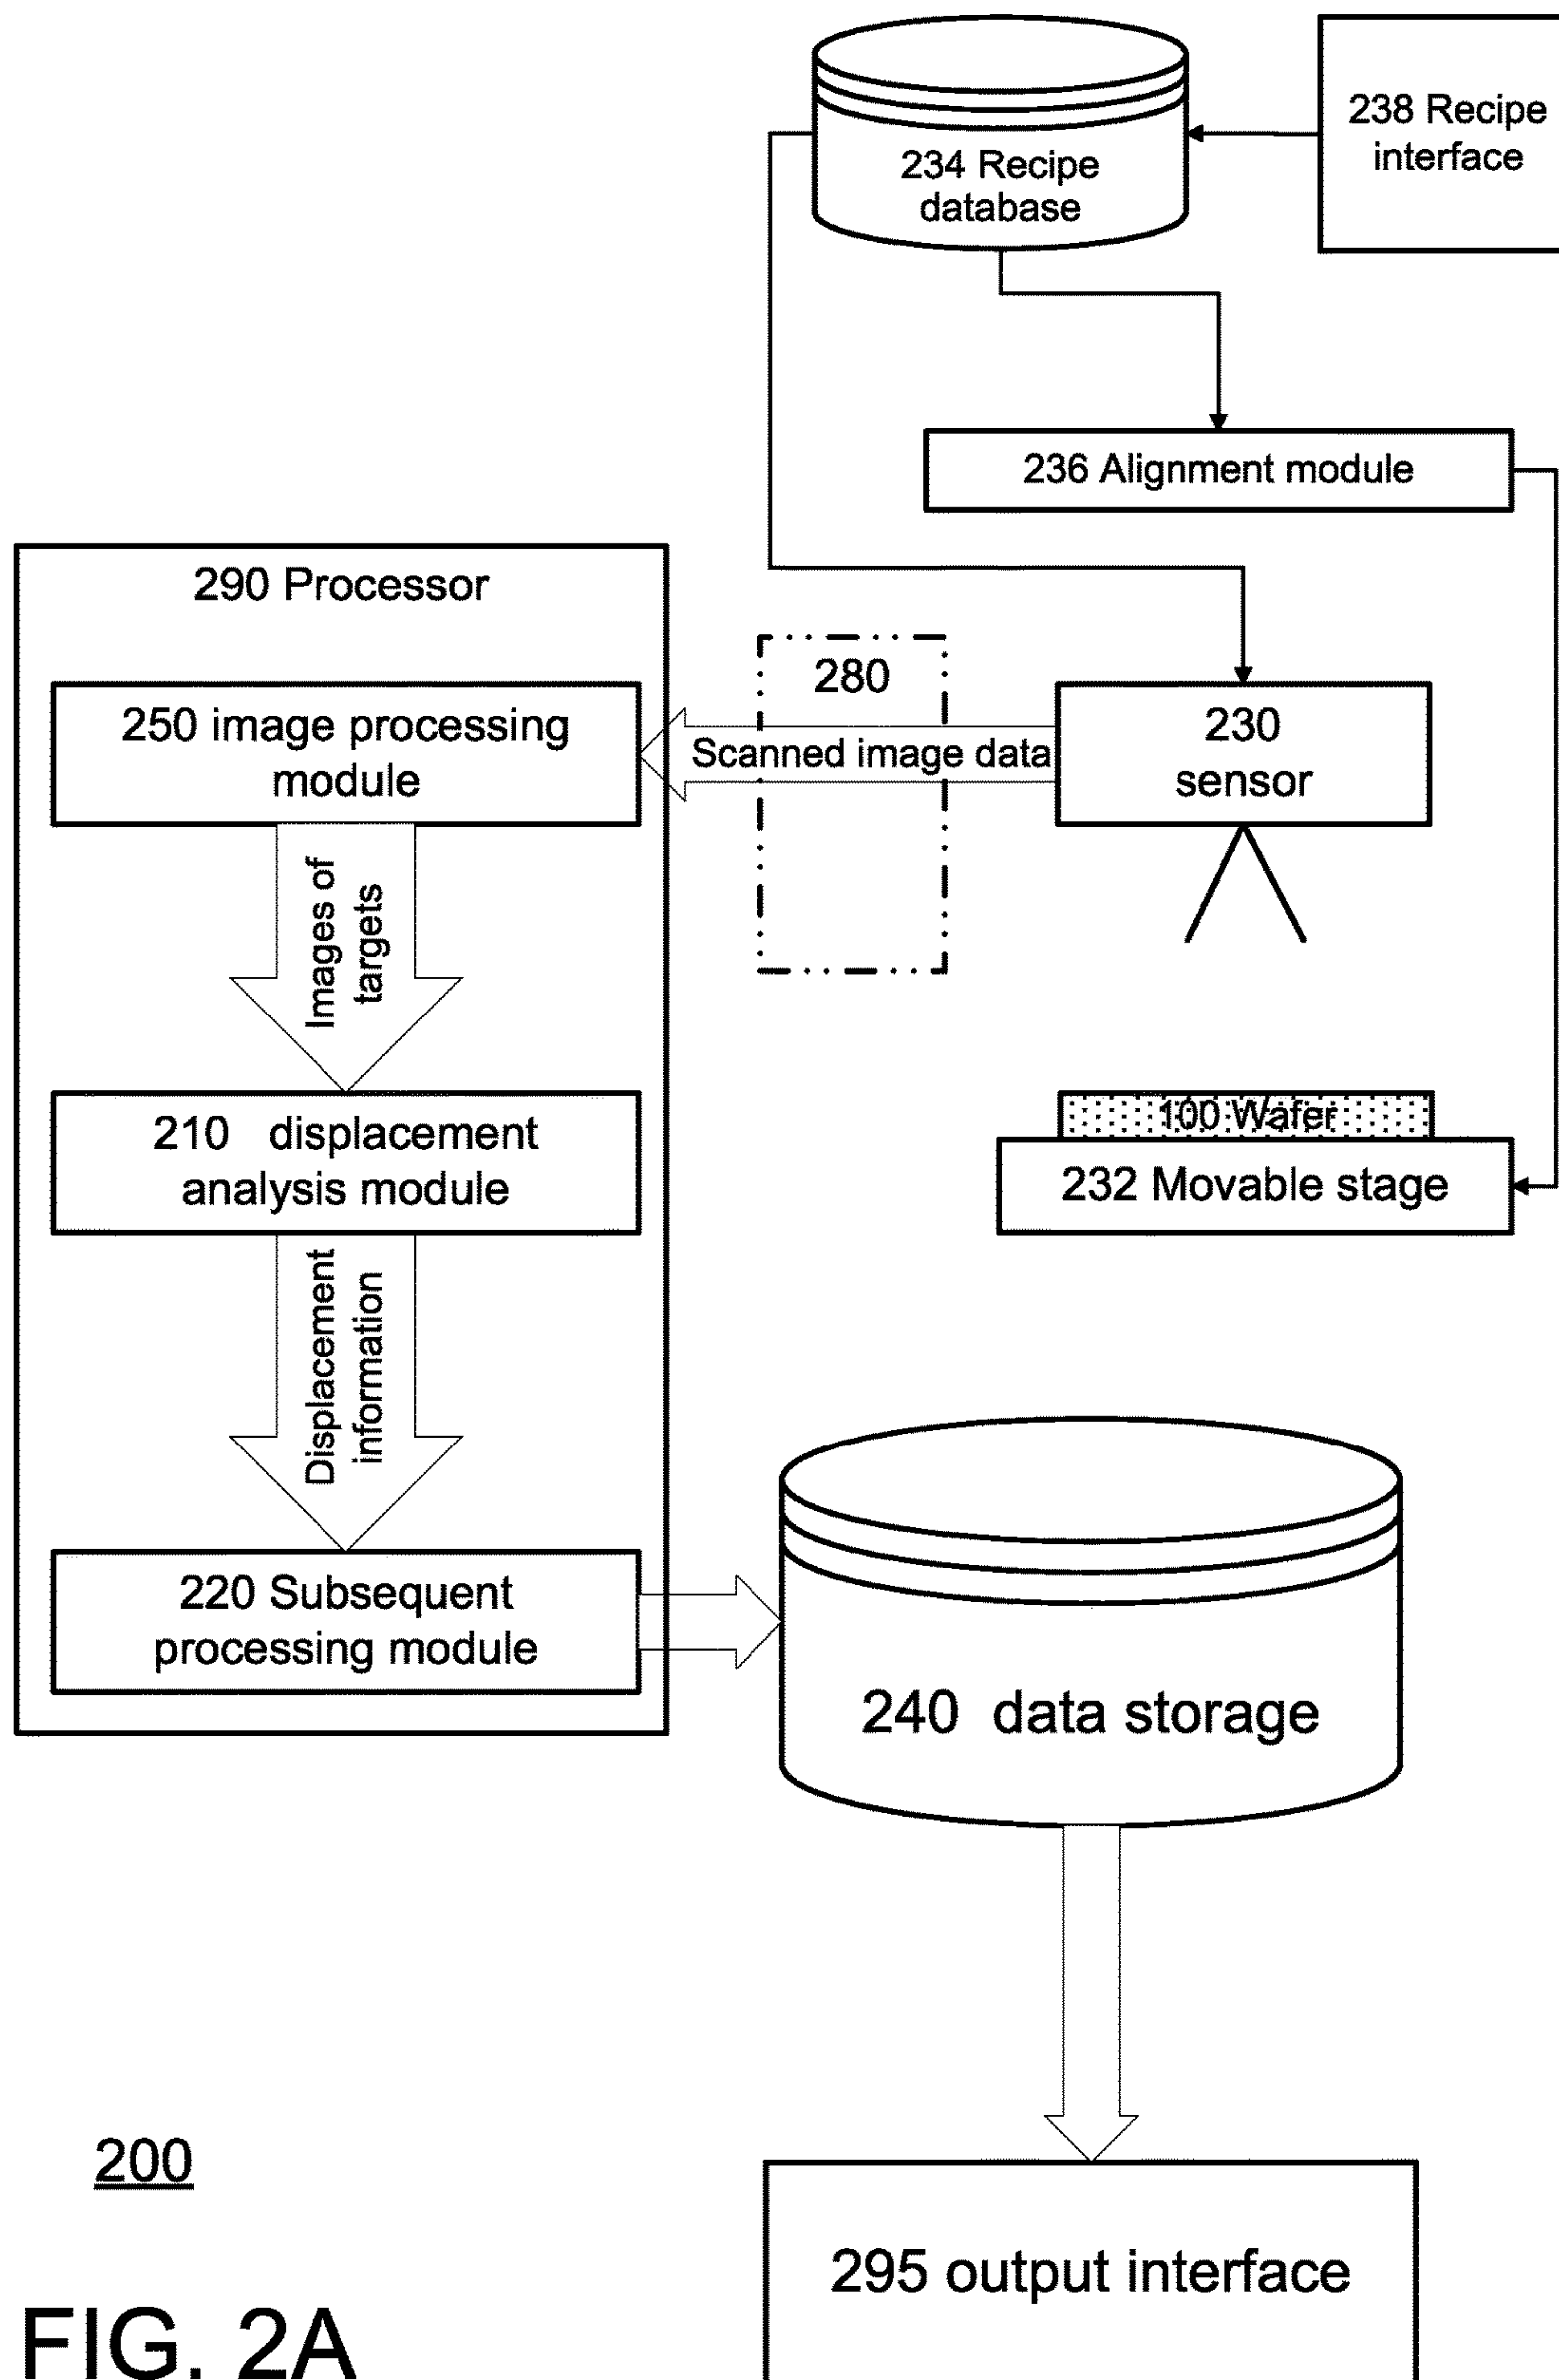 234 Recipe
database
238 Recipe
interface
236 Alignment module
290 Processor
250 image processing
module
280
Scanned image data
230
sensor
Images of
targets
100 Wafer
232 Movable stage
210 displacement
analysis module
Displacement
information
220 Subsequent
processing module
240 data storage
200
295 output interface
FIG. 2A